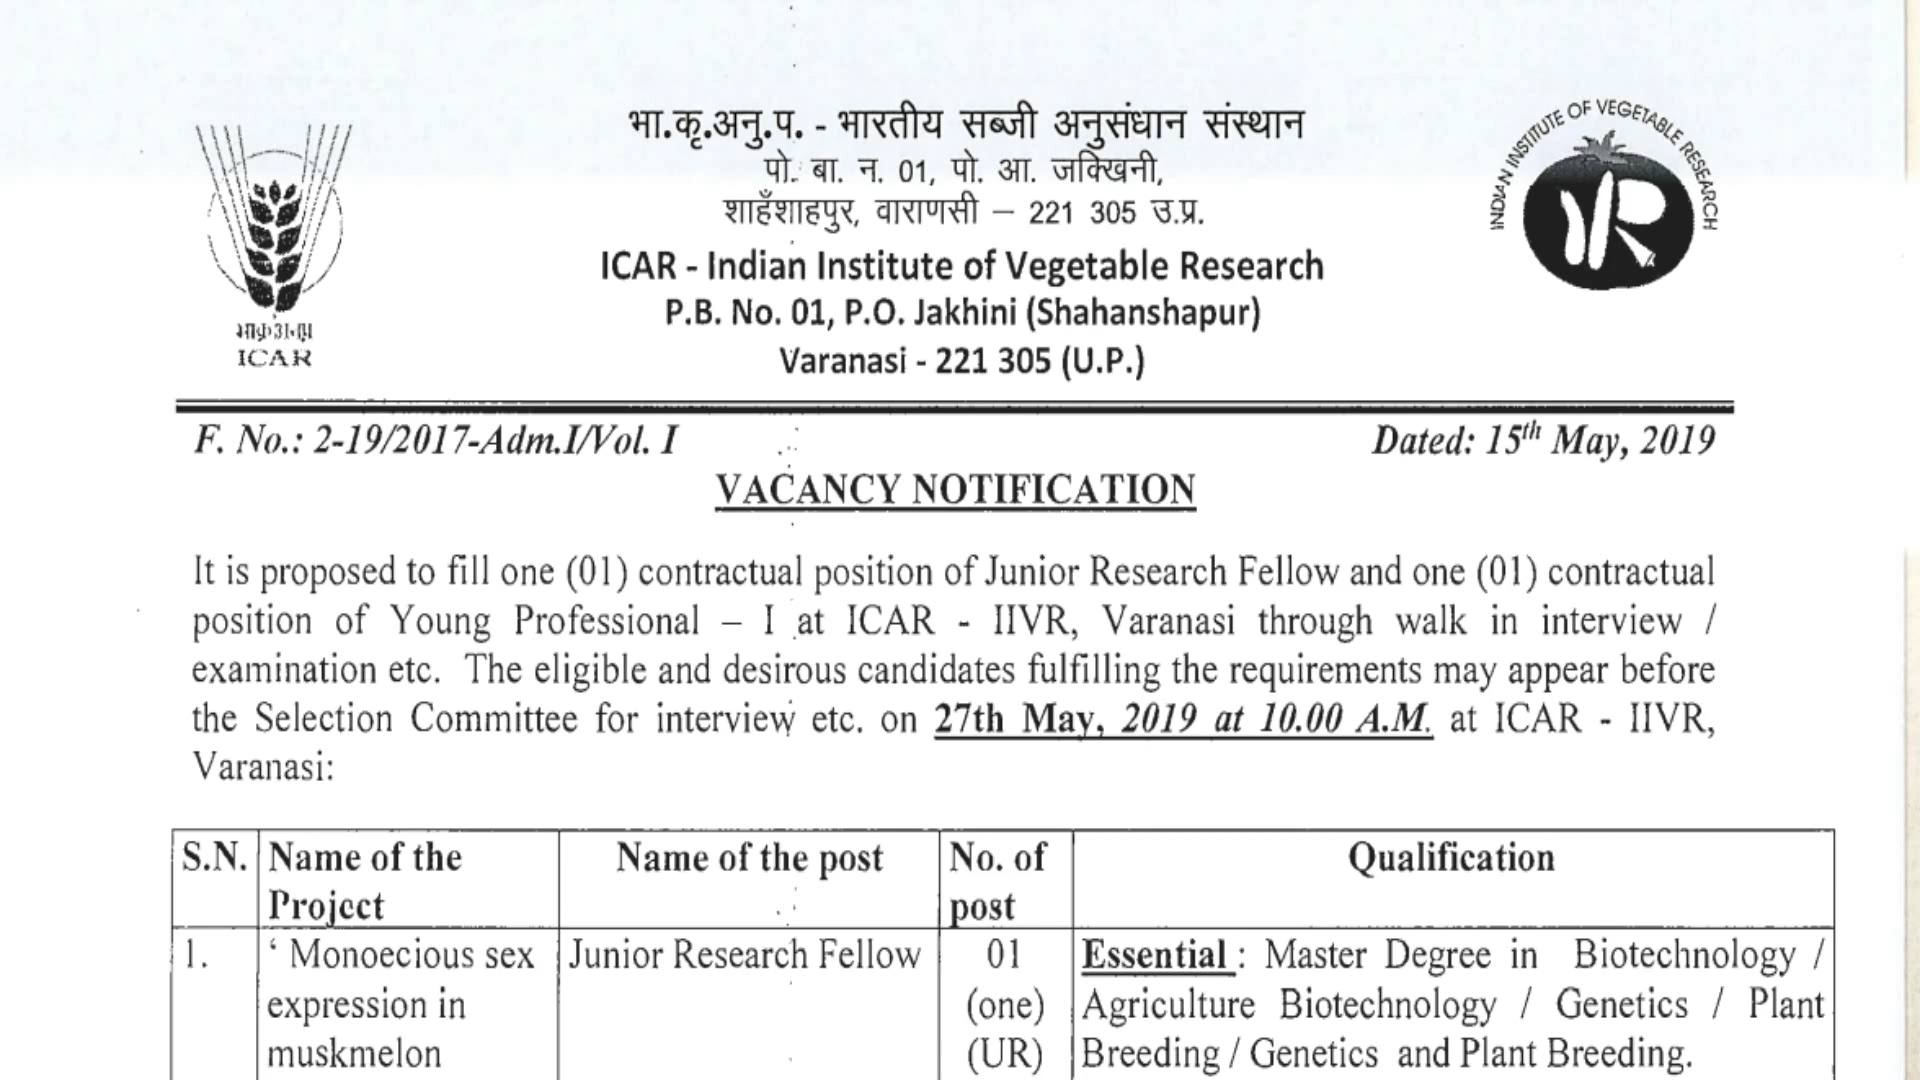 भा.कृ.अनु.प. - भारतीय सब्जी अनुसंधान संस्थान
पो. बा. न. 01, पो. आ. जक्खिनी,
शाहँशाहपुर, वाराणसी – 221 305 उ.प्र.
ICAR - Indian Institute of Vegetable Research
P.B. No. 01, P.O. Jakhini (Shahanshapur)
Varanasi - 221 305 (U.P.)
भाकृअनुप
ICAR
INDIAN INSTITUTE OF VEGETABLE RESEARCH
F. No.: 2-19/2017-Adm.I/Vol. I Dated: 15th May, 2019
VACANCY NOTIFICATION
It is proposed to fill one (01) contractual position of Junior Research Fellow and one (01) contractual
position of Young Professional – I at ICAR - IIVR, Varanasi through walk in interview /
examination etc. The eligible and desirous candidates fulfilling the requirements may appear before
the Selection Committee for interview etc. on 27th May, 2019 at 10.00 A.M. at ICAR - IIVR,
Varanasi:
S.N. Name of the Name of the post No. of Qualification
Project post
1. ‘ Monoecious sex Junior Research Fellow 01 Essential : Master Degree in Biotechnology /
expression in (one) Agriculture Biotechnology / Genetics / Plant
muskmelon (UR) Breeding / Genetics and Plant Breeding.